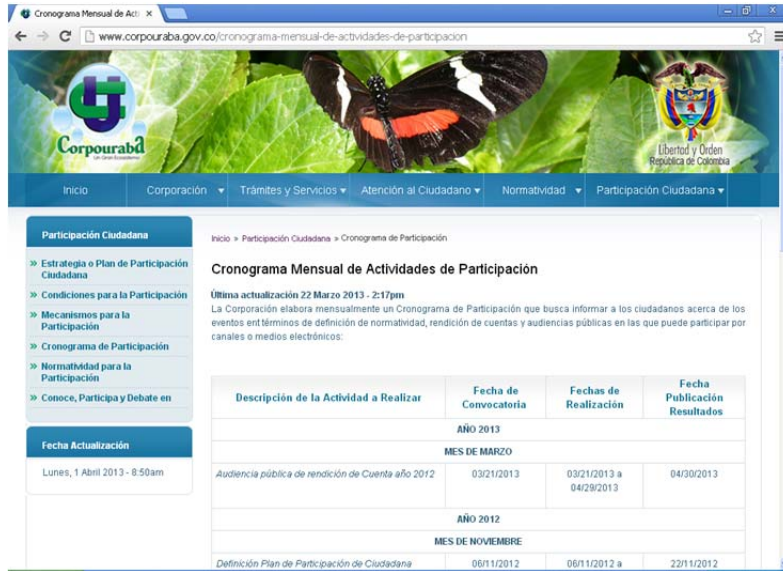 Cronograma Mensual de Acti
www.corpouraba.gov.co/cronograma-mensual-de-actividades-de-participacion
Corpouraba
Un Gran Ecosistema
Libertad y Orden
República de Colombia
Inicio Corporación Trámites y Servicios Atención al Ciudadano Normatividad Participación Ciudadana
Participación Ciudadana
» Estrategia o Plan de Participación
Ciudadana
» Condiciones para la Participación
» Mecanismos para la
Participación
» Cronograma de Participación
» Normatividad para la
Participación
» Conoce, Participa y Debate en
Fecha Actualización
Lunes, 1 Abril 2013 - 8:50am
Inicio » Participación Ciudadana » Cronograma de Participación
Cronograma Mensual de Actividades de Participación
Última actualización 22 Marzo 2013 - 2:17pm
La Corporación elabora mensualmente un Cronograma de Participación que busca informar a los ciudadanos acerca de los
eventos ent términos de definición de normatividad, rendición de cuentas y audiencias públicas en las que puede participar por
canales o medios electrónicos:
Descripción de la Actividad a Realizar
Fecha de
Convocatoria
Fechas de
Realización
Fecha
Publicación
Resultados
AÑO 2013
MES DE MARZO
Audiencia pública de rendición de Cuenta año 2012 03/21/2013 03/21/2013 a 04/30/2013
04/29/2013
AÑO 2012
MES DE NOVIEMBRE
Definición Plan de Participación de Ciudadana 06/11/2012 06/11/2012 a 22/11/2012